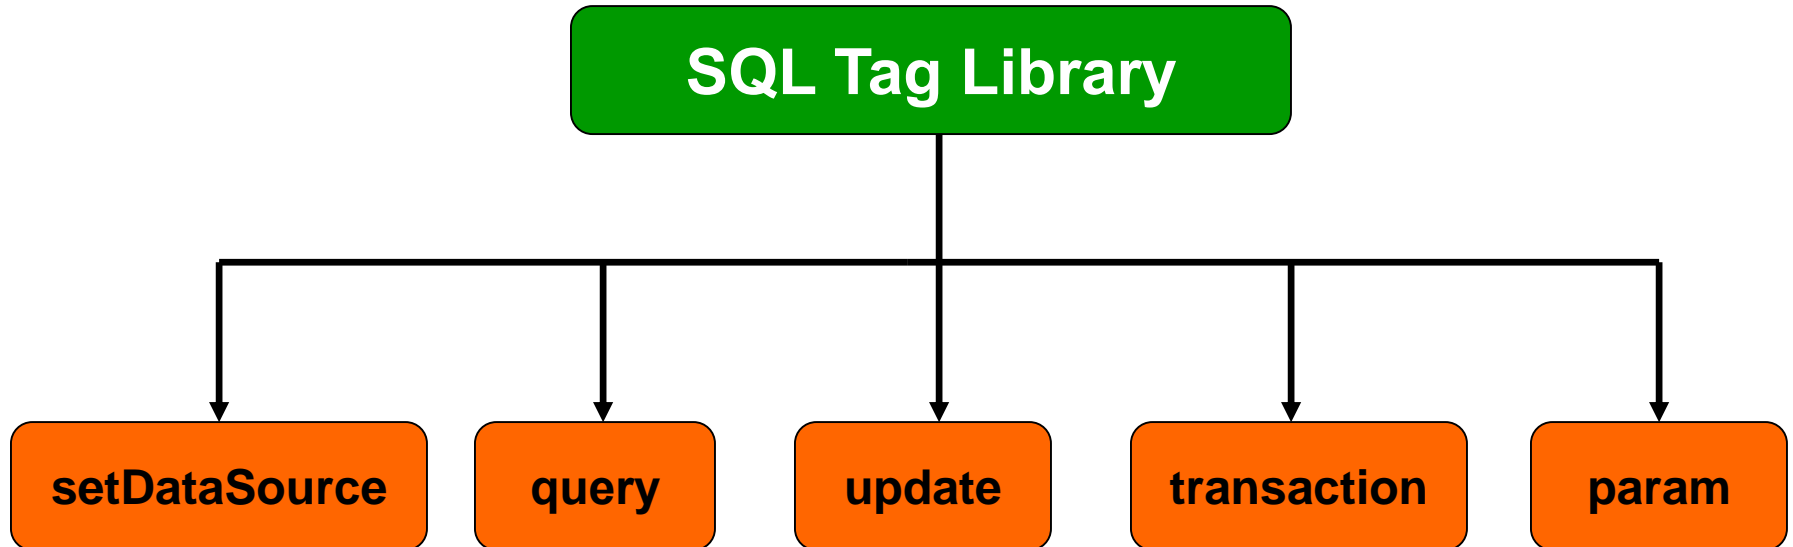 SQL Tag Library
setDataSource
query
update
transaction
param